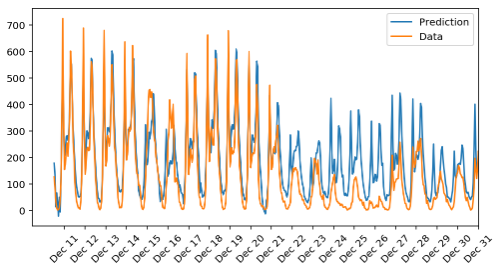 Prediction
Data
700
600
500
400
300
200
100
0
Dec 11
Dec 12
Dec 13
Dec 14
Dec 15
Dec 16
Dec 17
Dec 18
Dec 19
Dec 20
Dec 21
Dec 22
Dec 23
Dec 24
Dec 25
Dec 26
Dec 27
Dec 28
Dec 29
Dec 30
Dec 31